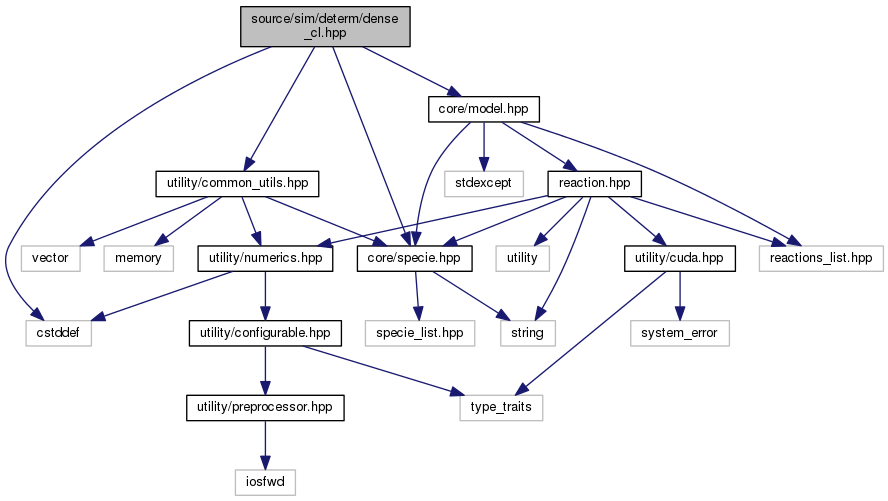 source/sim/determ/dense
_cl.hpp
core/model.hpp
utility/common_utils.hpp
stdexcept
reaction.hpp
vector
memory
utility/numerics.hpp
core/specie.hpp
utility
utility/cuda.hpp
reactions_list.hpp
cstddef
utility/configurable.hpp
specie_list.hpp
string
system_error
utility/preprocessor.hpp
type_traits
iosfwd